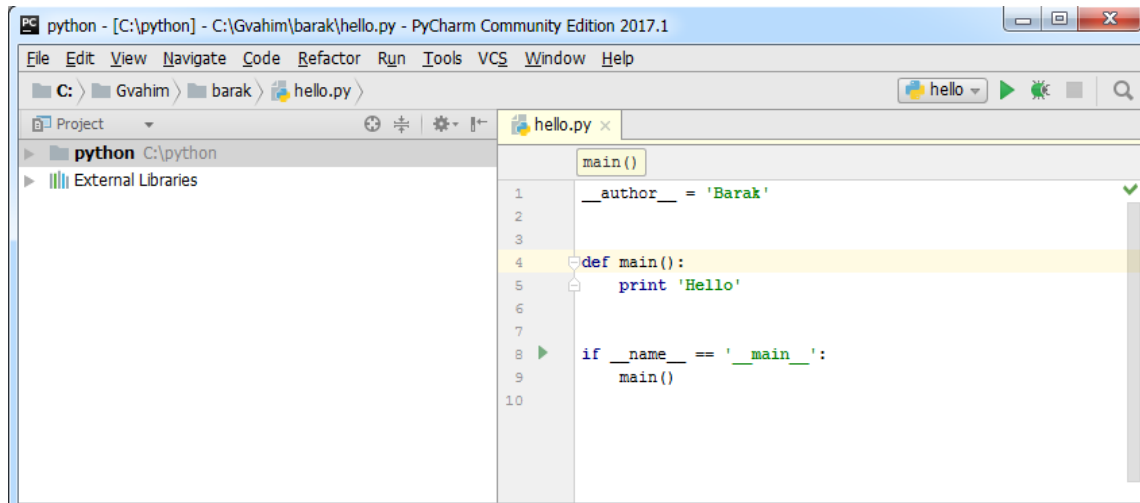 PC python - [C:\python] - C:\Gvahim\barak\hello.py - PyCharm Community Edition 2017.1
File Edit View Navigate Code Refactor Run Tools VCS Window Help
C: Gvahim barak hello.py hello
Project hello.py
python C:\python
External Libraries
main()
1 __author__ = 'Barak'
2
3
4 def main():
5 print 'Hello'
6
7
8 if __name__ == '__main__':
9 main()
10